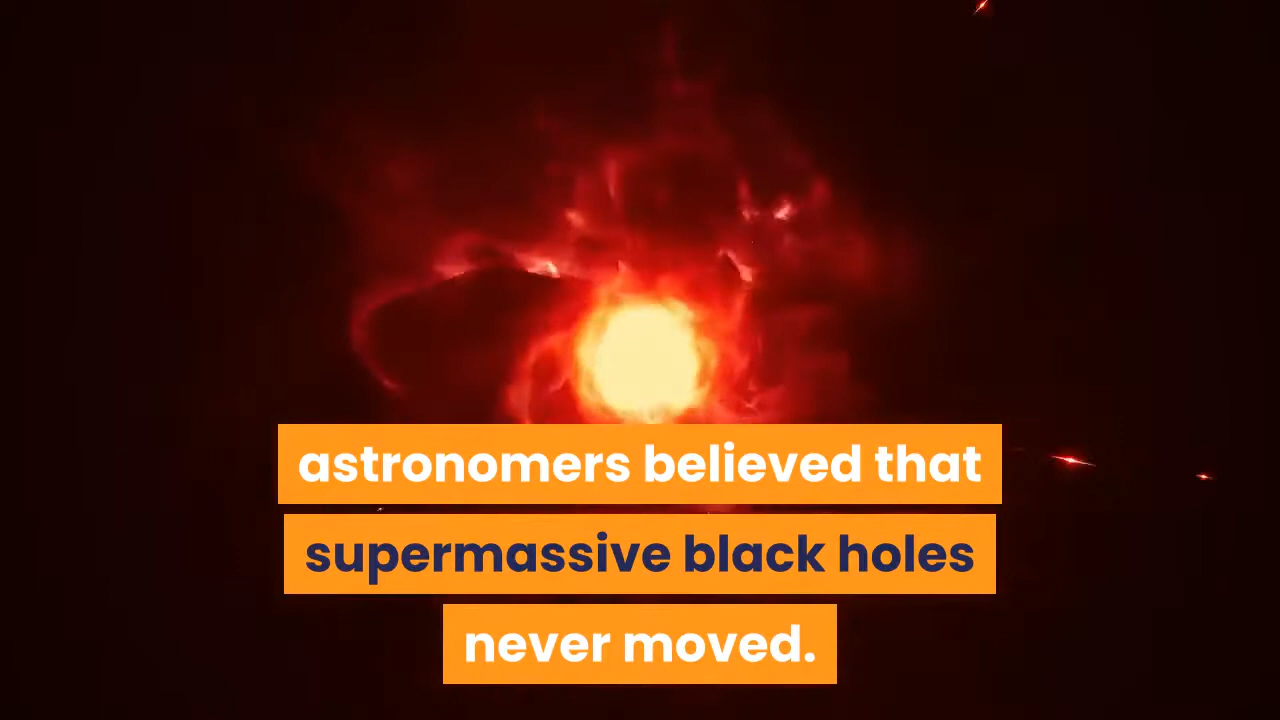 astronomers believed that
supermassive black holes
never moved.